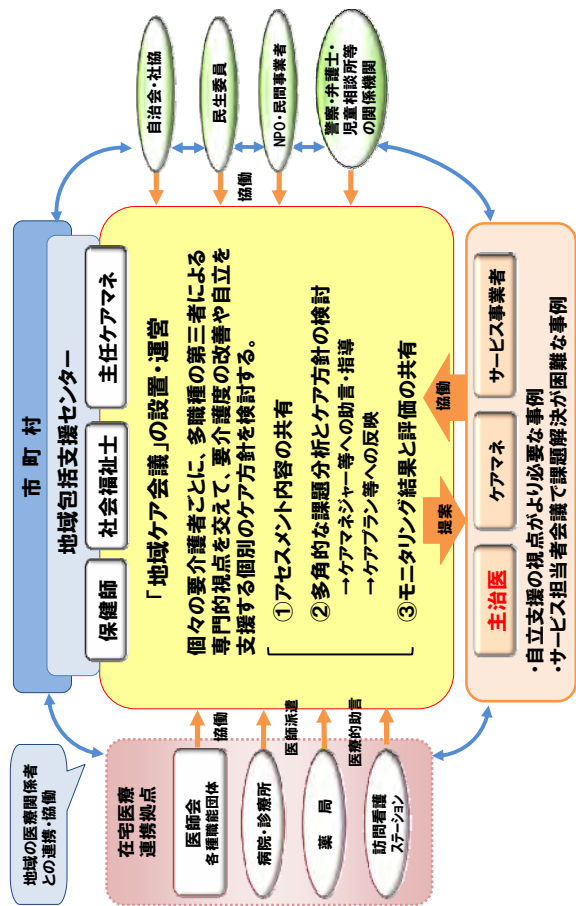 市 町 村
地域包括支援センター
保健師
社会福祉士
主任ケアマネ
「地域ケア会議」の設置・運営
個々の要介護者ごとに、多職種の第三者による
専門的視点を交えて、要介護度の改善や自立を
支援する個別のケア方針を検討する。
①アセスメント内容の共有
②多角的な課題分析とケア方針の検討
→ケアマネジャー等への助言・指導
→ケアプラン等への反映
③モニタリング結果と評価の共有
地域の医療関係者
との連携・協働
在宅医療
連携拠点
医師会
各種職能団体
病院・診療所
薬 局
訪問看護
ステーション
協働
医師派遣
医療的助言
自治会・社協
民生委員
NPO・民間事業者
警察・弁護士・
児童相談所等
の関係機関
協働
提案
協働
主治医
ケアマネ
サービス事業者
・自立支援の視点がより必要な事例
・サービス担当者会議で課題解決が困難な事例